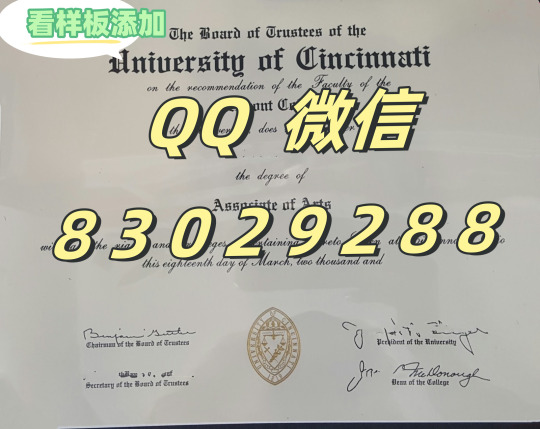 看样板添加
The Board of Trustees of the
University of Cincinnati
on the recommendation of the Faculty of the
QQ 微信
does
the degree of
Associate of Arts
83029288
this eighteenth day of March, two thousand and
Chairman of the Board of Trustees
President of the University
Secretary of the Board of Trustees
Dean of the College